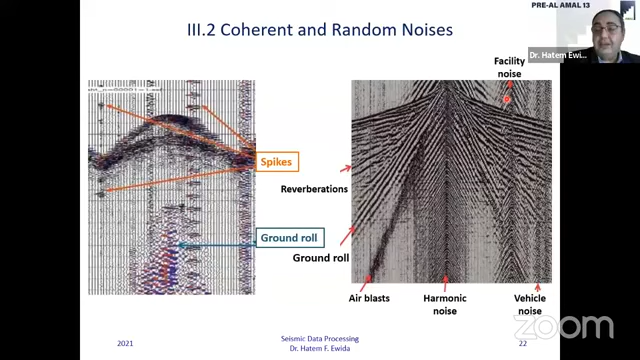 PRE-AL AMAL 13
III.2 Coherent and Random Noises
Dr. Hatem Ewi...
Facility
noise
Spikes
Reverberations
Ground roll
Ground roll
Air blasts
Harmonic
noise
Vehicle
noise
zoom
2021
Seismic Data Processing
Dr. Hatem F. Ewida
22